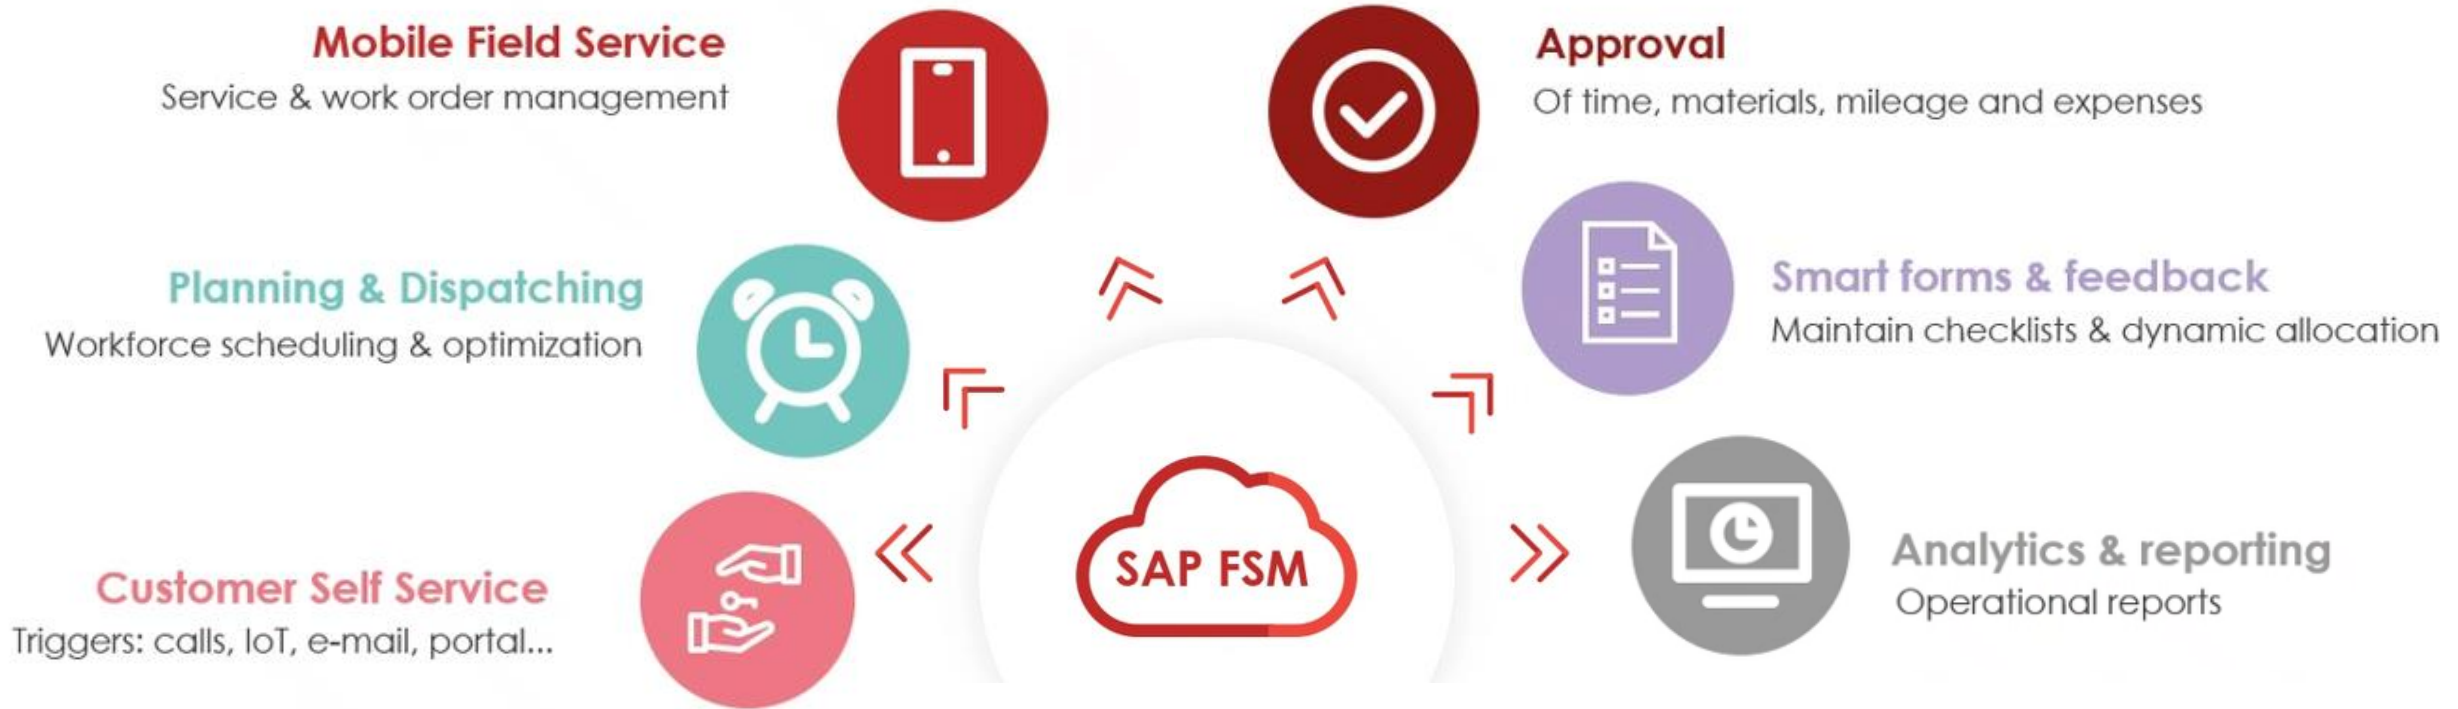 Mobile Field Service
Service & work order management
Approval
Of time, materials, mileage and expenses
Planning & Dispatching
Workforce scheduling & optimization
Smart forms & feedback
Maintain checklists & dynamic allocation
Customer Self Service
Triggers: calls, IoT, e-mail, portal...
SAP FSM
Analytics & reporting
Operational reports